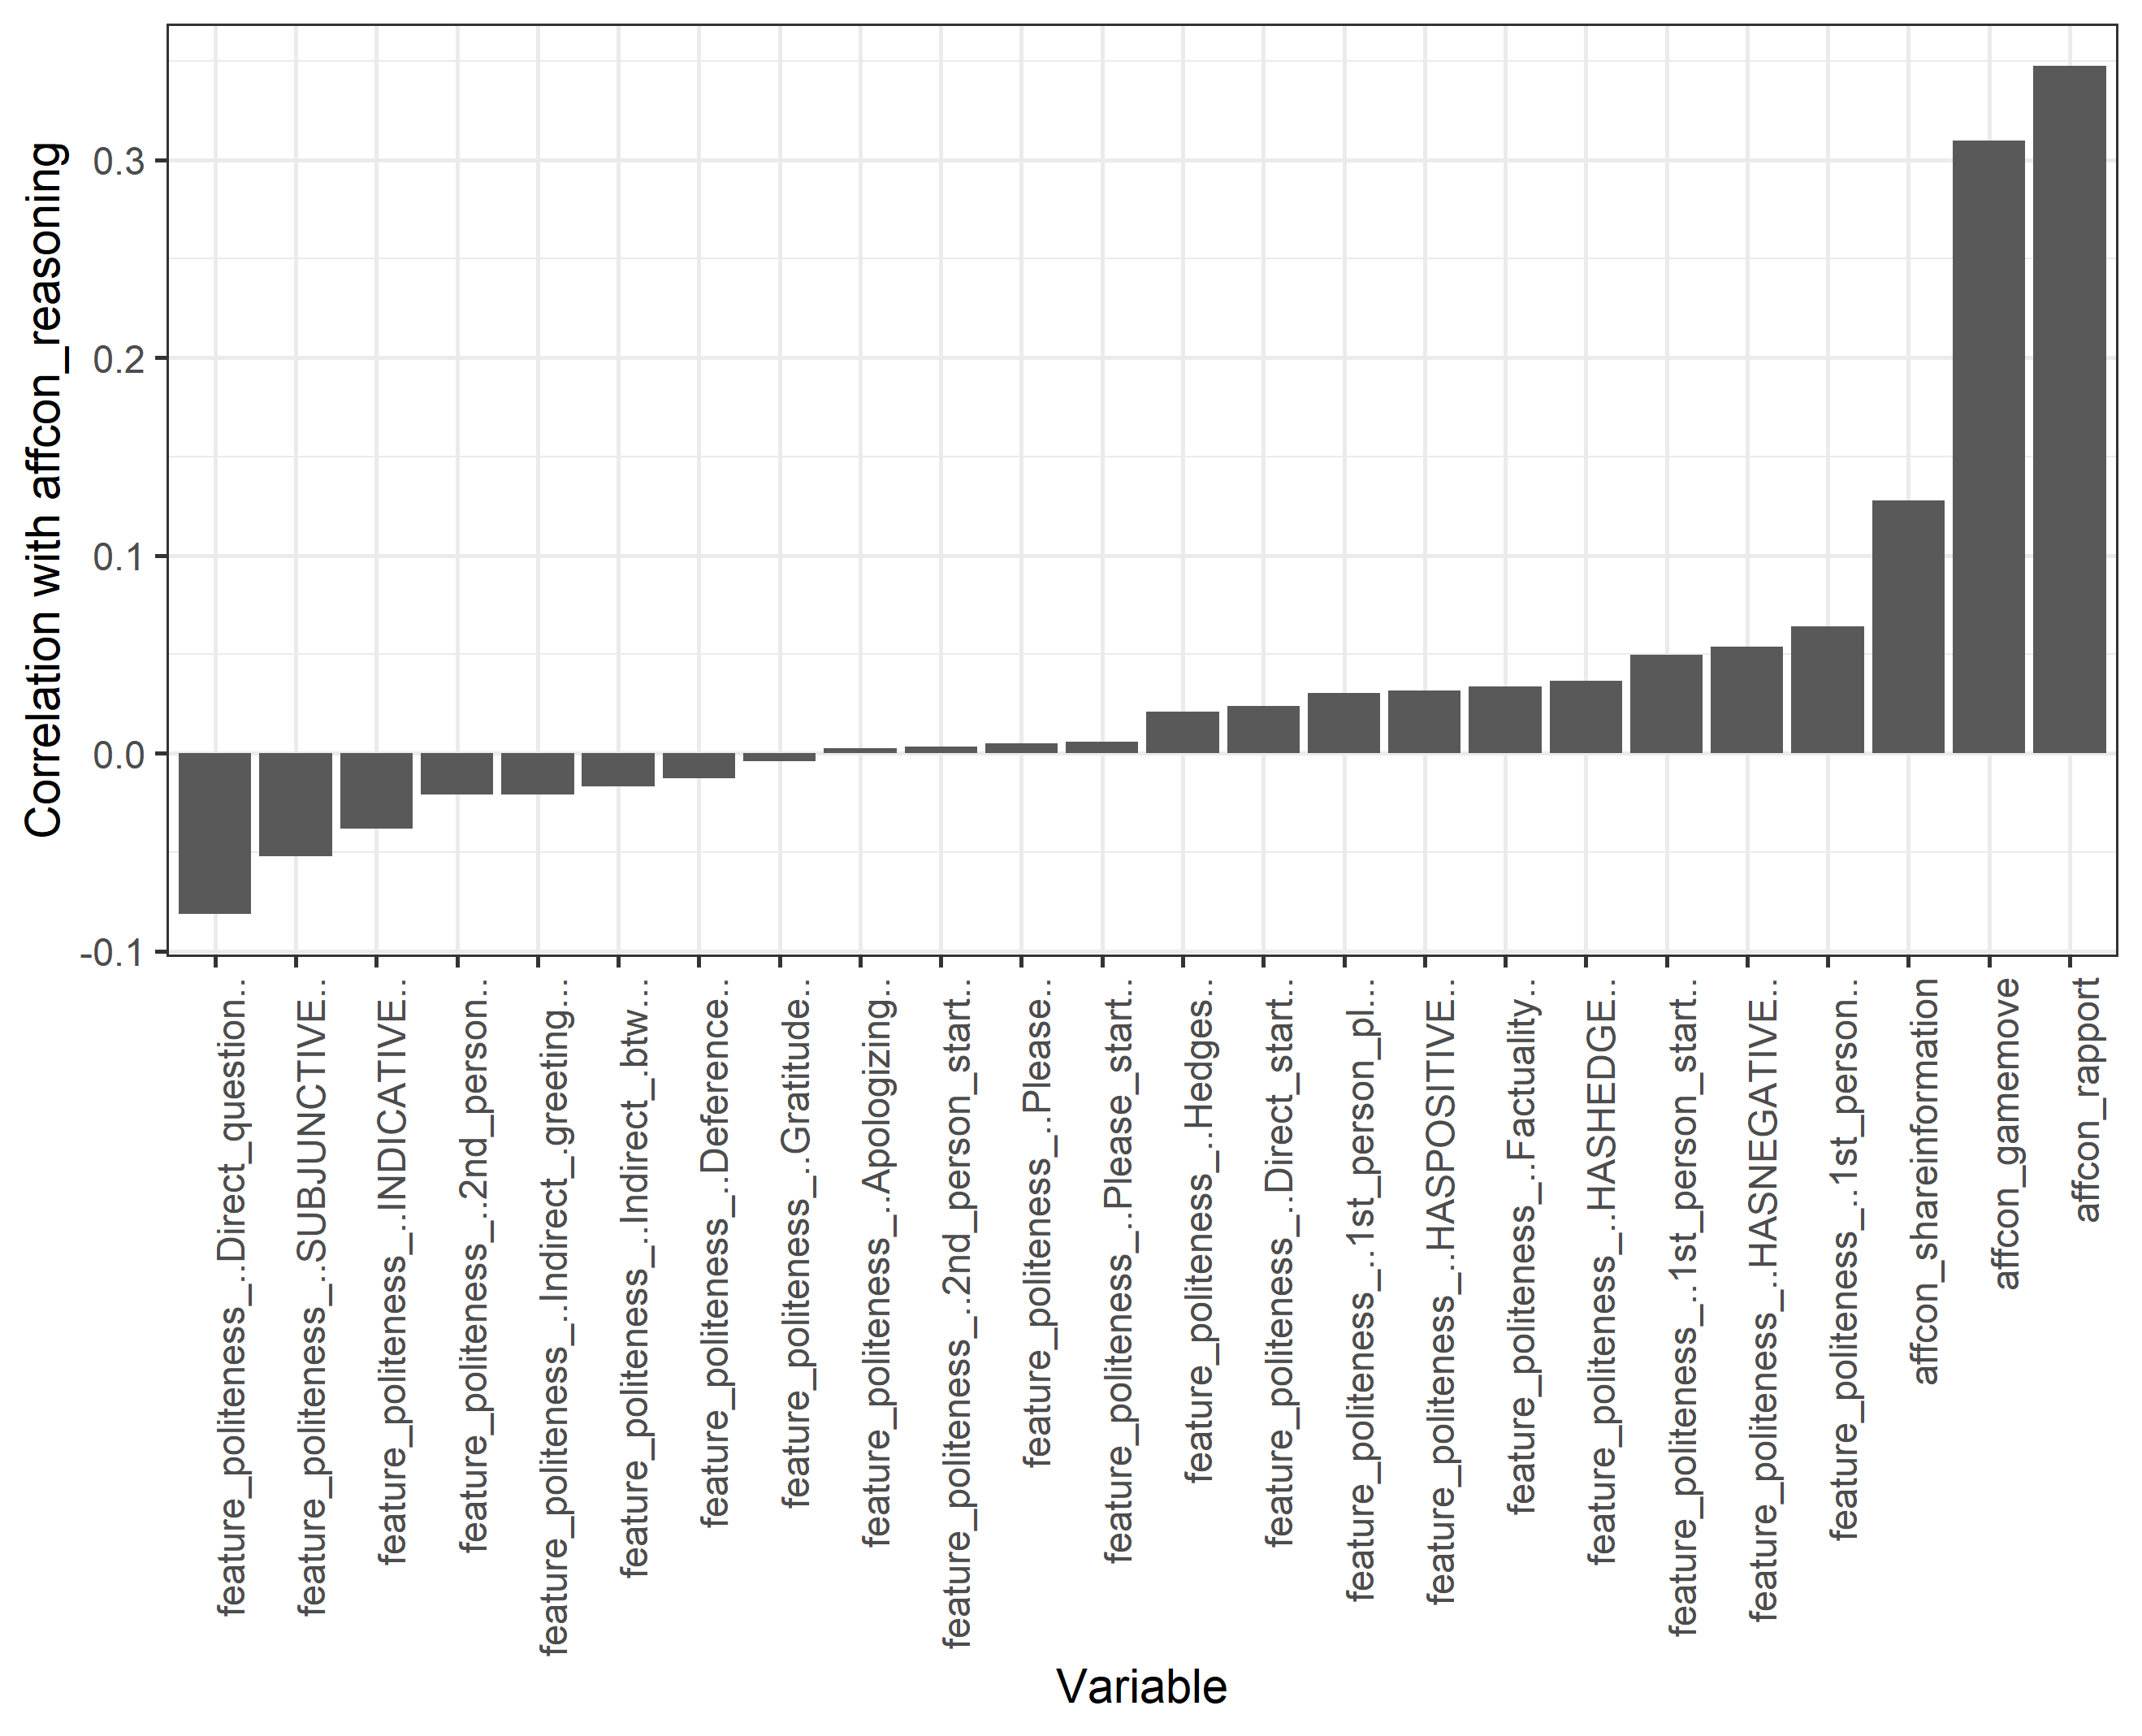 Correlation with affcon_reasoning
0.3
0.2
0.1
0.0
-0.1
feature_politeness_..Direct_question..
feature_politeness_..SUBJUNCTIVE..
feature_politeness_..INDICATIVE..
feature_politeness_..2nd_person..
feature_politeness_..Indirect_.greeting...
feature_politeness_..Indirect_.btw...
feature_politeness_..Deference..
feature_politeness_..Gratitude..
feature_politeness_..Apologizing..
feature_politeness_..2nd_person_start..
feature_politeness_..Please..
feature_politeness_..Please_start..
feature_politeness_..Hedges..
feature_politeness_..Direct_start..
feature_politeness_..1st_person_pl...
feature_politeness_..HASPOSITIVE..
feature_politeness_..Factuality..
feature_politeness_..HASHEDGE..
feature_politeness_..1st_person_start..
feature_politeness_..HASNEGATIVE..
feature_politeness_..1st_person..
affcon_shareinformation
affcon_gamemove
affcon_rapport
Variable